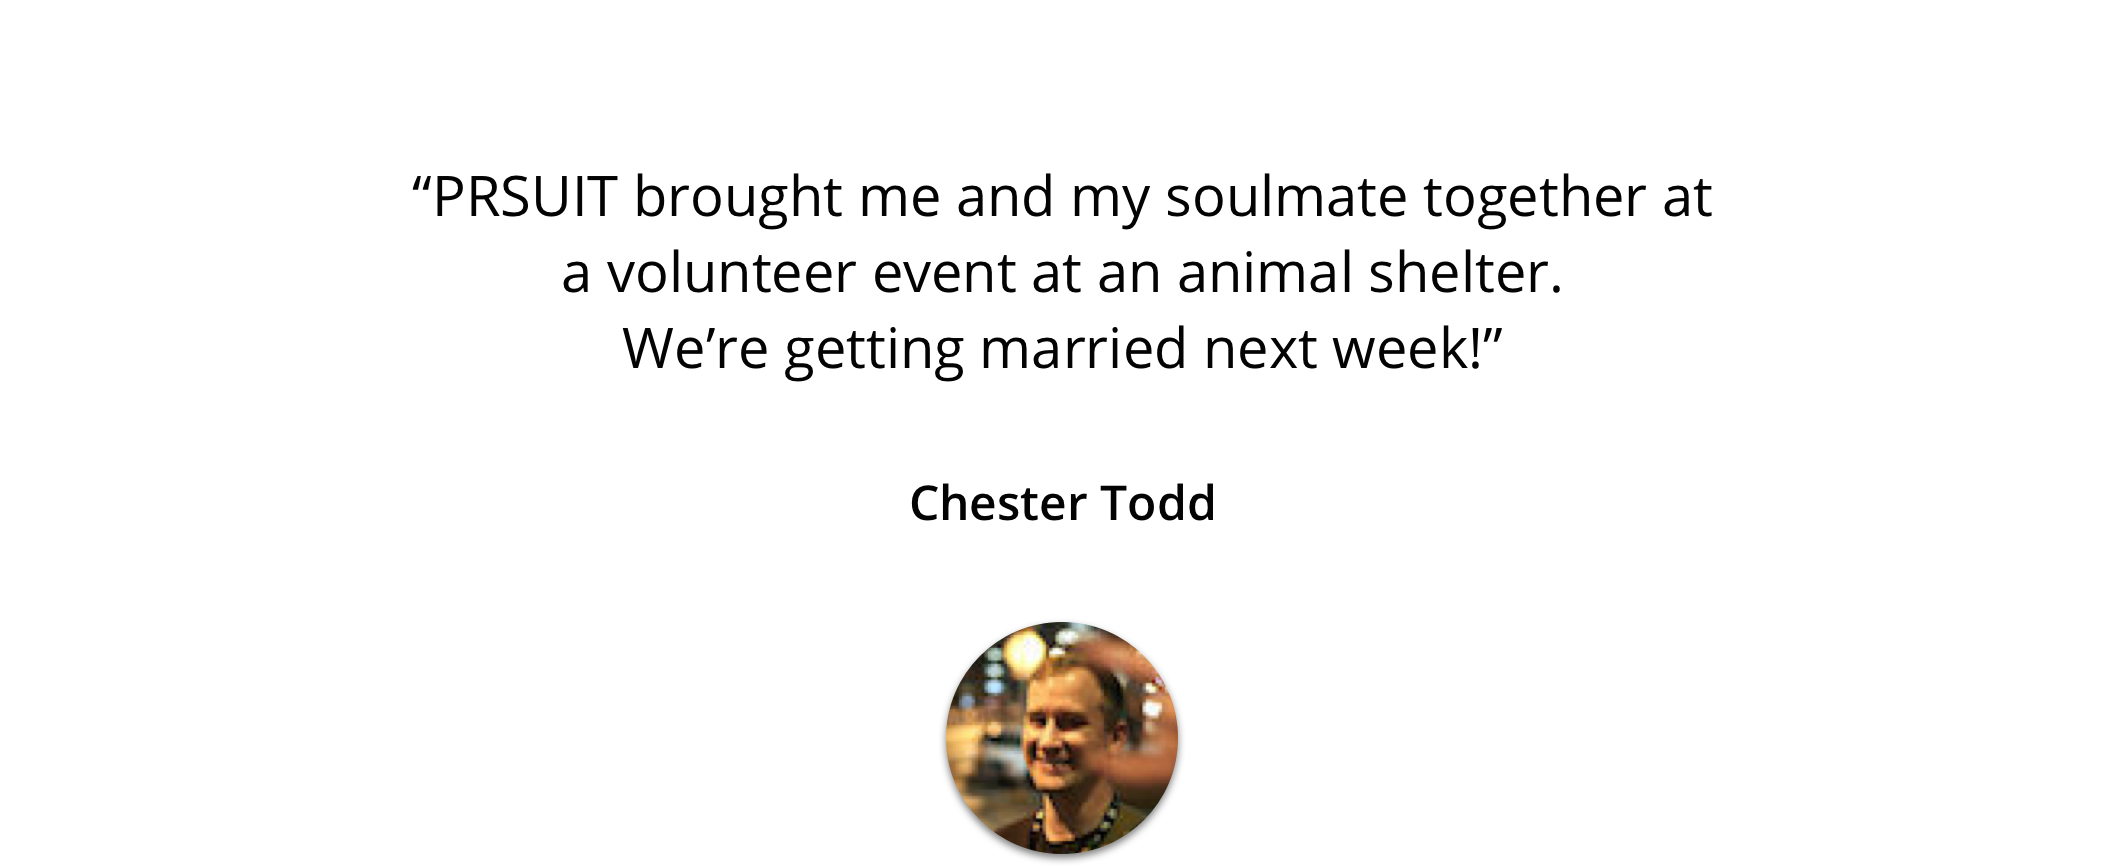 “PRSUIT brought me and my soulmate together at
a volunteer event at an animal shelter.
We’re getting married next week!”
Chester Todd